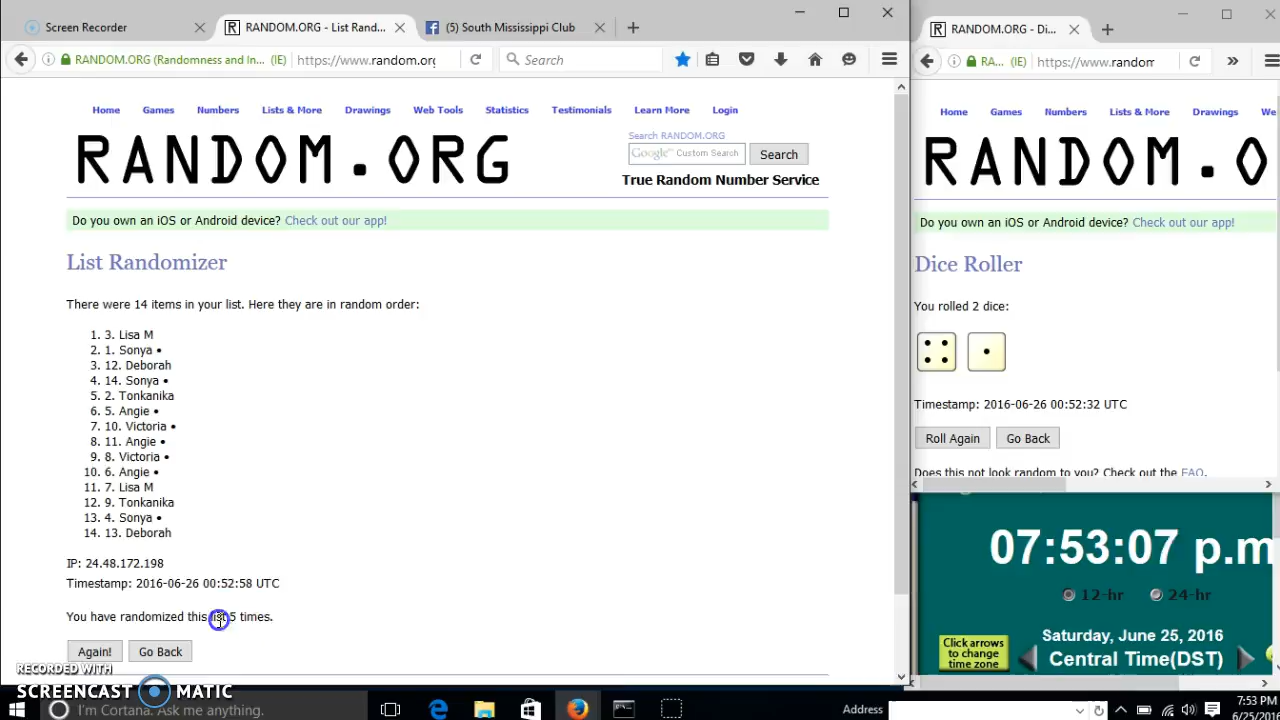 Screen Recorder
RANDOM.ORG - List Rand...
(5) South Mississippi Club
RANDOM.ORG (Randomness and In... (IE)
https://www.random.org
Search
Home Games Numbers Lists & More Drawings Web Tools Statistics Testimonials Learn More Login
RANDOM.ORG
Search RANDOM.ORG
Google™ Custom Search
Search
True Random Number Service
Do you own an iOS or Android device? Check out our app!
List Randomizer
There were 14 items in your list. Here they are in random order:
1. 3. Lisa M
2. 1. Sonya •
3. 12. Deborah
4. 14. Sonya •
5. 2. Tonkanika
6. 5. Angie •
7. 10. Victoria •
8. 11. Angie •
9. 8. Victoria •
10. 6. Angie •
11. 7. Lisa M
12. 9. Tonkanika
13. 4. Sonya •
14. 13. Deborah
IP: 24.48.172.198
Timestamp: 2016-06-26 00:52:58 UTC
You have randomized this list 5 times.
Again!
Go Back
RANDOM.ORG - Di...
RA... (IE)
https://www.random
Home Games Numbers Lists & More Drawings We
RANDOM.O
Do you own an iOS or Android device? Check out our app!
Dice Roller
You rolled 2 dice:
Timestamp: 2016-06-26 00:52:32 UTC
Roll Again
Go Back
Does this not look random to you? Check out the FAQ.
07:53:07 p.m
12-hr 24-hr
Saturday, June 25, 2016
Click arrows
to change
time zone
Central Time(DST)
RECORDED WITH
SCREENCAST MATIC
I'm Cortana. Ask me anything.
Address
7:53 PM
6/25/201